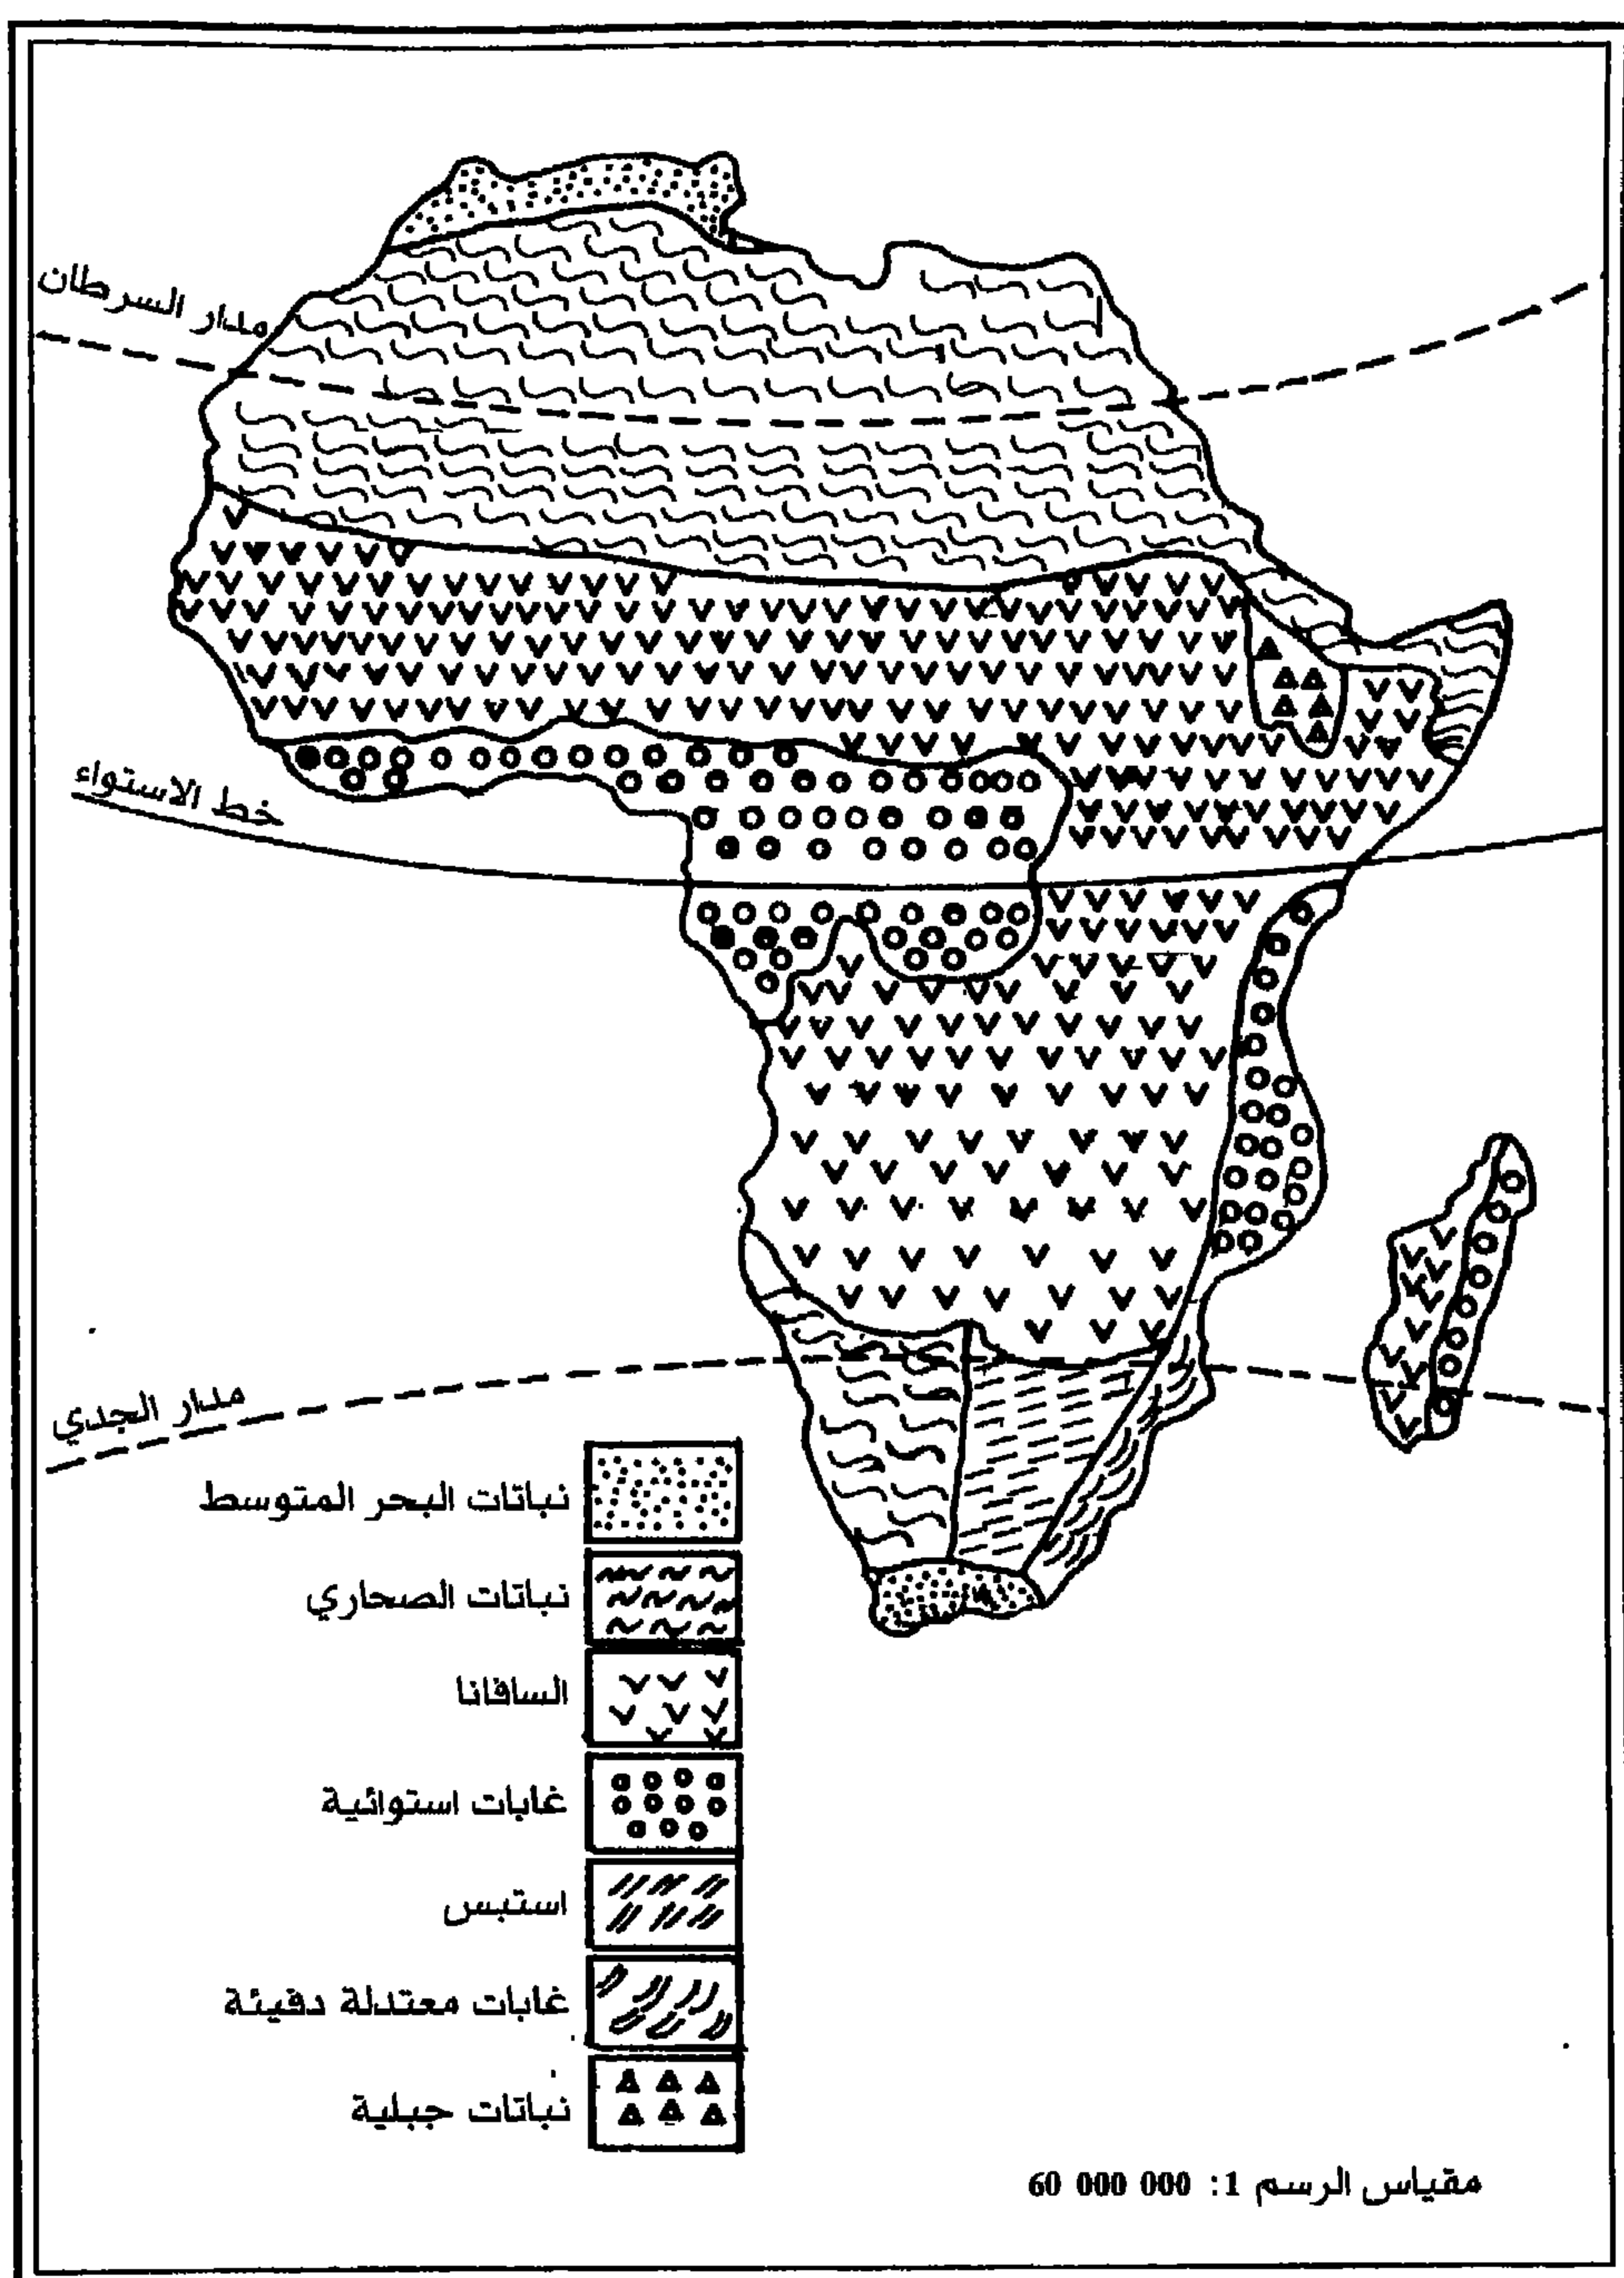 مدار السرطان
خط الاستواء
مدار الجدي
نباتات البحر المتوسط
نباتات الصحاري
السافانا
غابات استوائية
استبس
غابات معتدلة دفيئة
نباتات جبلية
مقياس الرسم 1: 000 000 60